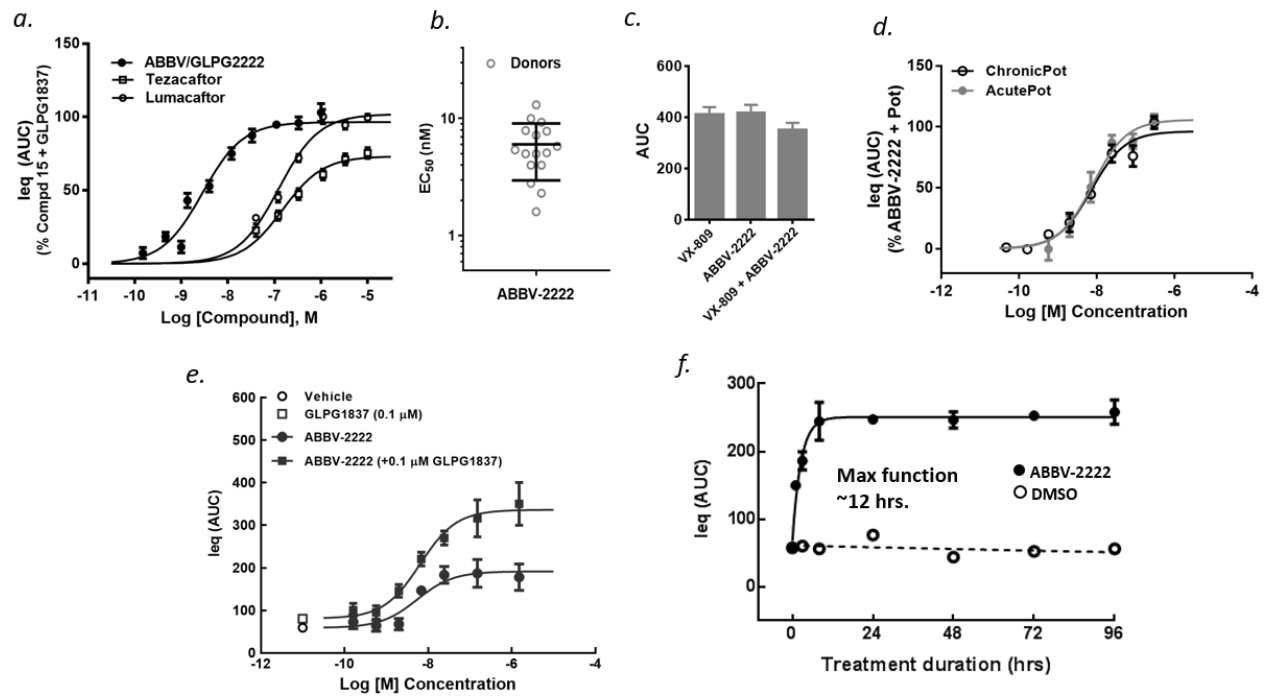 a.
150
100
50
0
Ieq (AUC)
(% Compd 15 + GLPG1837)
ABBV/GLPG2222
Tezacaftor
Lumacaftor
-11 -10 -9 -8 -7 -6 -5
Log [Compound], M
b.
Donors
10
1
EC50 (nM)
ABBV-2222
c.
600
400
200
0
AUC
VX-809
ABBV-2222
VX-809 + ABBV-2222
d.
150
100
50
0
Ieq (AUC)
(% ABBV-2222 + Pot)
ChronicPot
AcutePot
-12 -10 -8 -6 -4
Log [M] Concentration
e.
600
500
400
300
200
100
0
Ieq (AUC)
Vehicle
GLPG1837 (0.1 μM)
ABBV-2222
ABBV-2222 (+0.1 μM GLPG1837)
-12 -10 -8 -6 -4
Log [M] Concentration
f.
300
200
100
0
Ieq (AUC)
Max function
~12 hrs.
ABBV-2222
DMSO
0 24 48 72 96
Treatment duration (hrs)